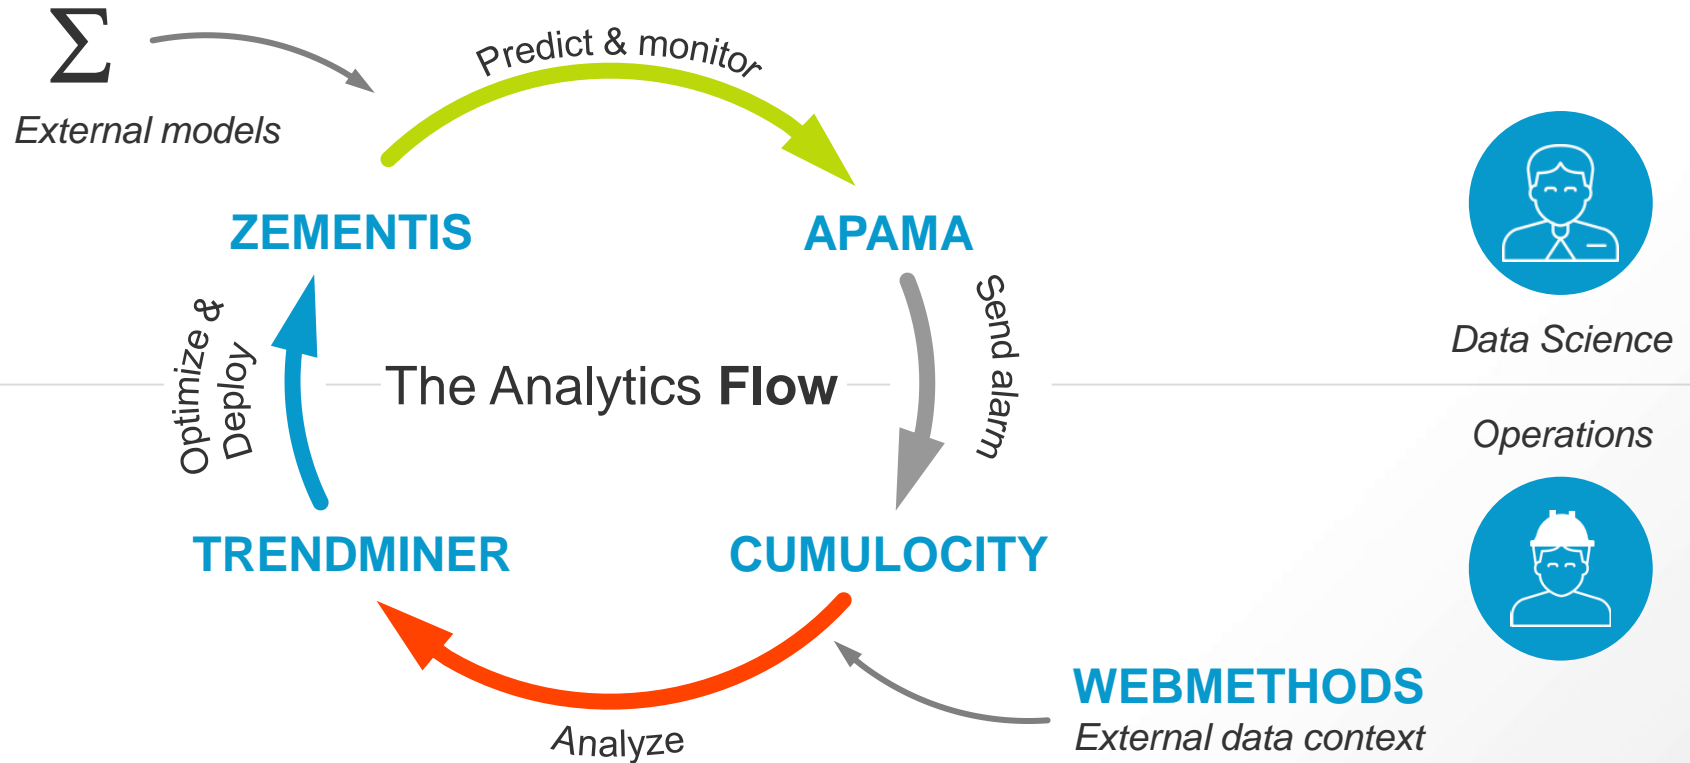 Σ
External models
Predict & monitor
ZEMENTIS
APAMA
Optimize &
Deploy
The Analytics Flow
Send alarm
Data Science
Operations
TRENDMINER
CUMULOCITY
Analyze
WEBMETHODS
External data context